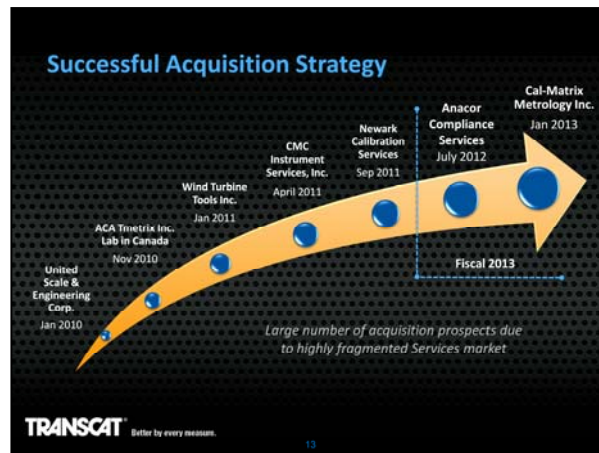 Successful Acquisition Strategy
Cal-Matrix
Metrology Inc.
Jan 2013
Anacor
Compliance
Services
July 2012
Newark
Calibration
Services
Sep 2011
CMC
Instrument
Services, Inc.
April 2011
Wind Turbine
Tools Inc.
Jan 2011
ACA Tmetrix Inc.
Lab in Canada
Nov 2010
United
Scale &
Engineering
Corp.
Jan 2010
Fiscal 2013
Large number of acquisition prospects due
to highly fragmented Services market
TRANSCAT® Better by every measure.
13